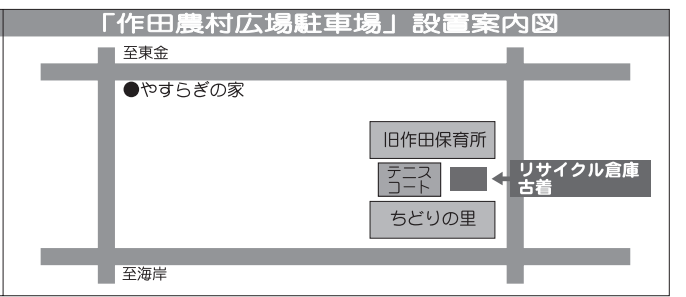 「作田農村広場駐車場」設置案内図
至東金
●やすらぎの家
旧作田保育所
テニス
コート
リサイクル倉庫
古着
ちどりの里
至海岸